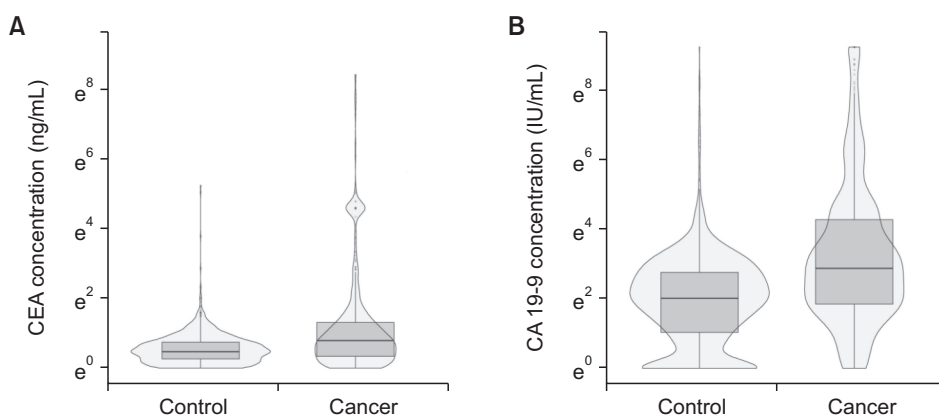 A
CEA concentration (ng/mL)
e⁸
e⁶
e⁴
e²
e⁰
Control Cancer
B
CA 19-9 concentration (IU/mL)
e⁸
e⁶
e⁴
e²
e⁰
Control Cancer